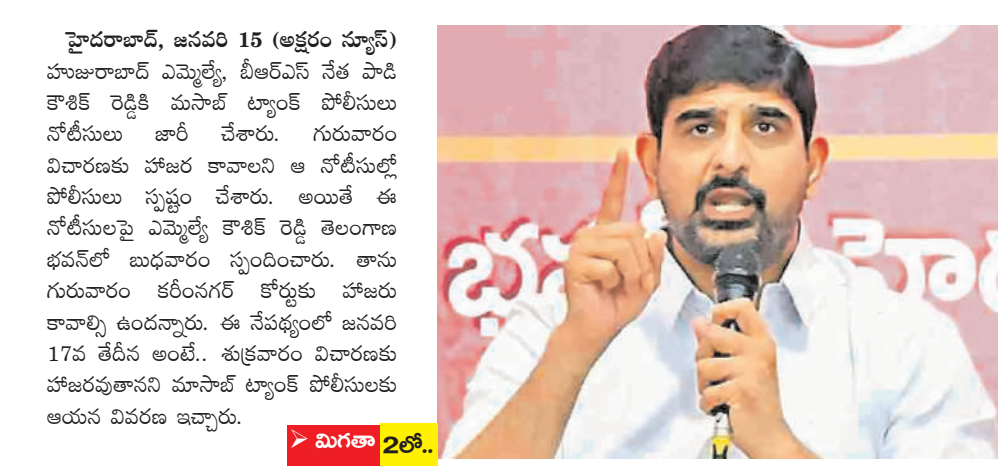 హైదరాబాద్, జనవరి 15 (అక్షరం న్యూస్)
హుజురాబాద్ ఎమ్మెల్యే, బీఆర్ఎస్ నేత పాడి
కౌశిక్ రెడ్డికి మసాబ్ ట్యాంక్ పోలీసులు
నోటీసులు జారీ చేశారు. గురువారం
విచారణకు హాజర కావాలని ఆ నోటీసుల్లో
పోలీసులు స్పష్టం చేశారు. అయితే ఈ
నోటీసులపై ఎమ్మెల్యే కౌశిక్ రెడ్డి తెలంగాణ
భవన్‌లో బుధవారం స్పందించారు. తాను
గురువారం కరీంనగర్ కోర్టుకు హాజరు
కావాల్సి ఉందన్నారు. ఈ నేపథ్యంలో జనవరి
17వ తేదీన అంటే.. శుక్రవారం విచారణకు
హాజరవుతానని మాసాబ్ ట్యాంక్ పోలీసులకు
ఆయన వివరణ ఇచ్చారు.
➢ మిగతా 2లో..